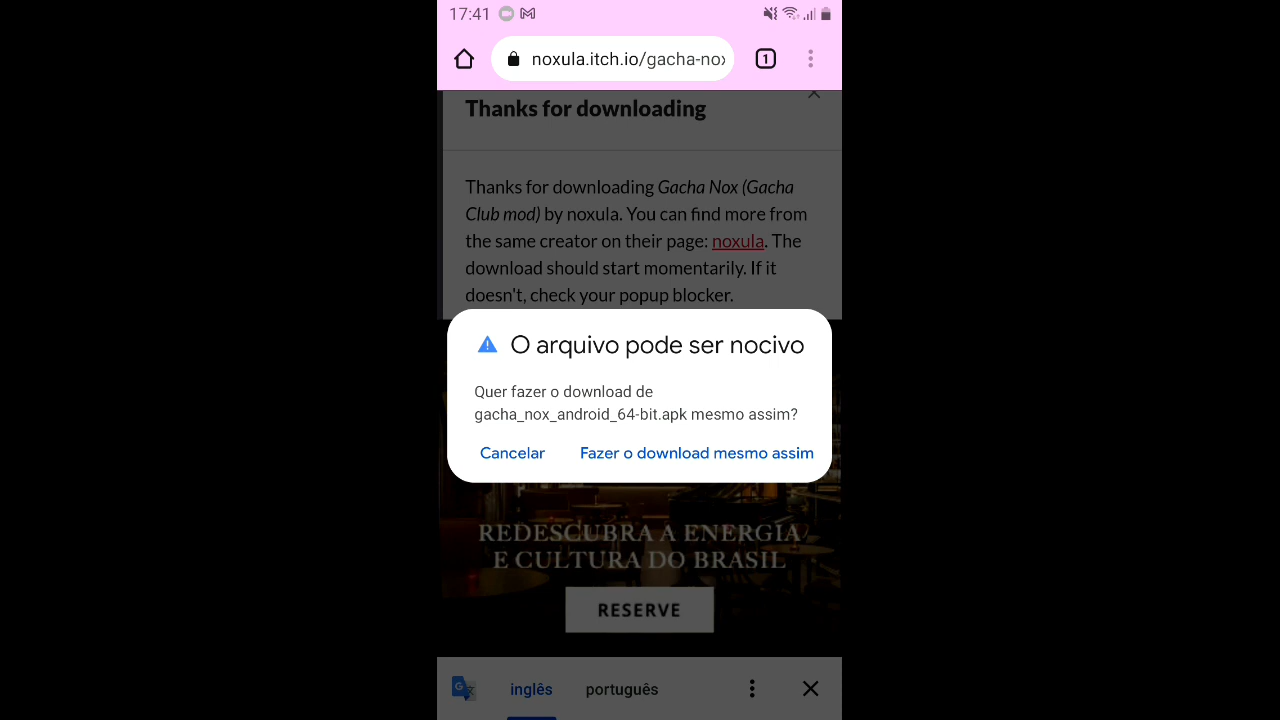 17:41
noxula.itch.io/gacha-nox
1
Thanks for downloading
Thanks for downloading Gacha Nox (Gacha
Club mod) by noxula. You can find more from
the same creator on their page: noxula. The
download should start momentarily. If it
doesn't, check your popup blocker.
O arquivo pode ser nocivo
Quer fazer o download de
gacha_nox_android_64-bit.apk mesmo assim?
Cancelar
Fazer o download mesmo assim
REDESCUBRA A ENERGIA
E CULTURA DO BRASIL
RESERVE
inglês
português